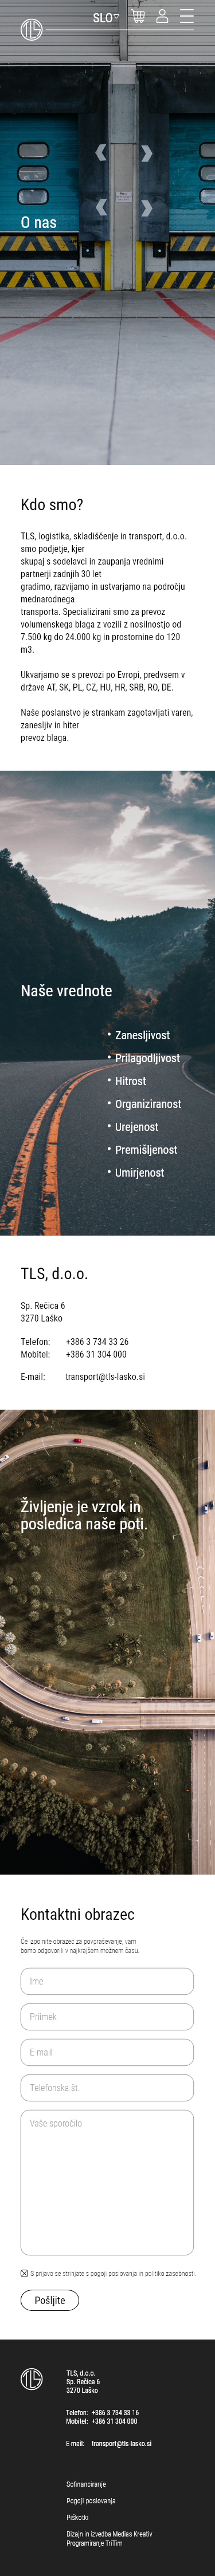 TLS
SLO
O nas
Kdo smo?
TLS, logistika, skladiščenje in transport, d.o.o.
smo podjetje, kjer
skupaj s sodelavci in zaupanja vrednimi
partnerji zadnjih 30 let
gradimo, razvijamo in ustvarjamo na področju
mednarodnega
transporta. Specializirani smo za prevoz
volumenskega blaga z vozili z nosilnostjo od
7.500 kg do 24.000 kg in prostornine do 120
m3.
Ukvarjamo se s prevozi po Evropi, predvsem v
države AT, SK, PL, CZ, HU, HR, SRB, RO, DE.
Naše poslanstvo je strankam zagotavljati varen,
zanesljiv in hiter
prevoz blaga.
Naše vrednote
• Zanesljivost
• Prilagodljivost
• Hitrost
• Organiziranost
• Urejenost
• Premišljenost
• Umirjenost
TLS, d.o.o.
Sp. Rečica 6
3270 Laško
Telefon: +386 3 734 33 26
Mobitel: +386 31 304 000
E-mail: transport@tls-lasko.si
Življenje je vzrok in
posledica naše poti.
Kontaktni obrazec
Če izpolnite obrazec za povpraševanje, vam
bomo odgovorili v najkrajšem možnem času.
Ime
Priimek
E-mail
Telefonska št.
Vaše sporočilo
S prijavo se strinjate s pogoji poslovanja in politiko zasebnosti.
Pošljite
TLS
TLS, d.o.o.
Sp. Rečica 6
3270 Laško
Telefon: +386 3 734 33 16
Mobitel: +386 31 304 000
E-mail: transport@tls-lasko.si
Sofinanciranje
Pogoji poslovanja
Piškotki
Dizajn in izvedba Medias Kreativ
Programiranje TriTim